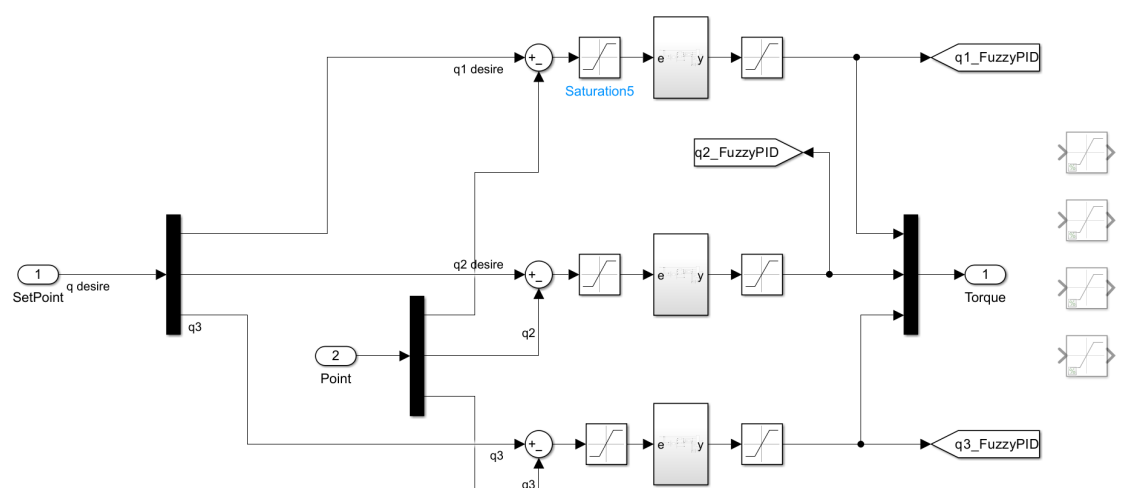 e y
q1_FuzzyPID
q1 desire
Saturation5
q2_FuzzyPID
1
SetPoint
q desire
q2 desire
e y
1
Torque
q3
q2
2
Point
e y
q3_FuzzyPID
q3
q3